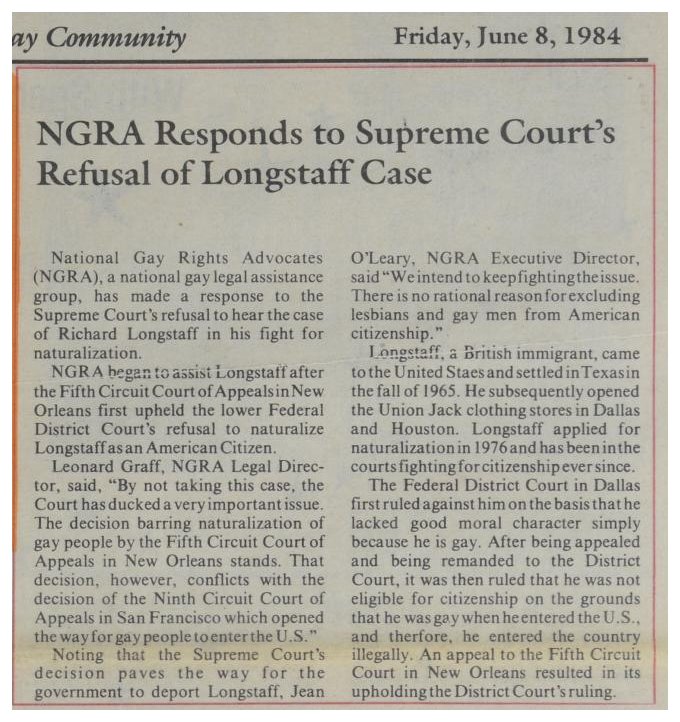 ay Community
Friday, June 8, 1984
NGRA Responds to Supreme Court's
Refusal of Longstaff Case
National Gay Rights Advocates
(NGRA), a national gay legal assistance
group, has made a response to the
Supreme Court's refusal to hear the case
of Richard Longstaff in his fight for
naturalization.
NGRA began to assist Longstaff after
the Fifth Circuit Court of Appeals in New
Orleans first upheld the lower Federal
District Court's refusal to naturalize
Longstaff as an American Citizen.
Leonard Graff, NGRA Legal Direc-
tor, said, "By not taking this case, the
Court has ducked a very important issue.
The decision barring naturalization of
gay people by the Fifth Circuit Court of
Appeals in New Orleans stands. That
decision, however, conflicts with the
decision of the Ninth Circuit Court of
Appeals in San Francisco which opened
the way for gay people to enter the U.S."
Noting that the Supreme Court's
decision paves the way for the
government to deport Longstaff, Jean
O'Leary, NGRA Executive Director,
said "We intend to keep fighting the issue.
There is no rational reason for excluding
lesbians and gay men from American
citizenship."
Longstaff, a British immigrant, came
to the United Staes and settled in Texas in
the fall of 1965. He subsequently opened
the Union Jack clothing stores in Dallas
and Houston. Longstaff applied for
naturalization in 1976 and has been in the
courts fighting for citizenship ever since.
The Federal District Court in Dallas
first ruled against him on the basis that he
lacked good moral character simply
because he is gay. After being appealed
and being remanded to the District
Court, it was then ruled that he was not
eligible for citizenship on the grounds
that he was gay when he entered the U.S.,
and therfore, he entered the country
illegally. An appeal to the Fifth Circuit
Court in New Orleans resulted in its
upholding the District Court's ruling.